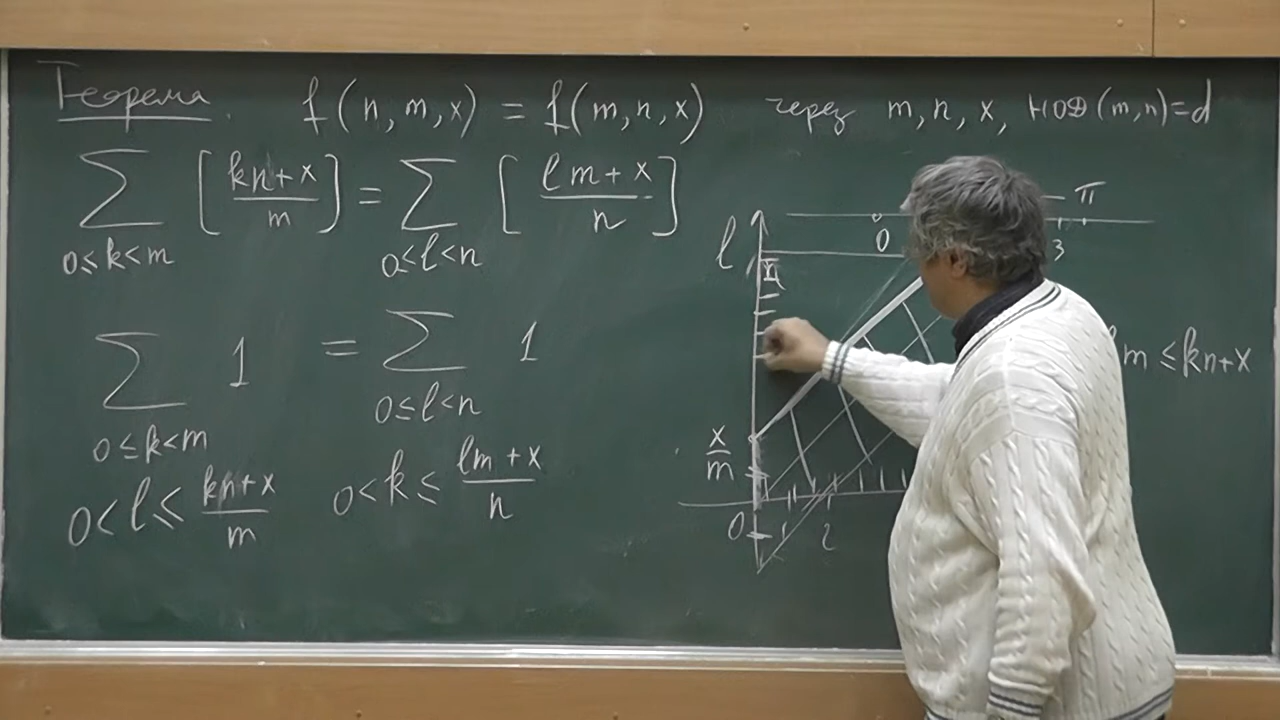 Теорема. f(n, m, x) = f(m, n, x) через m, n, x, НОД(m, n) = d
∑ 0≤k<m [kn+x / m] = ∑ 0≤l<n [lm+x / n]
∑ 0≤k<m 1 = ∑ 0≤l<n 1
0<l≤ kn+x / m 0<k≤ lm+x / n
π
0 3
l
n
m ≤kn+x
x / m
0 1 2